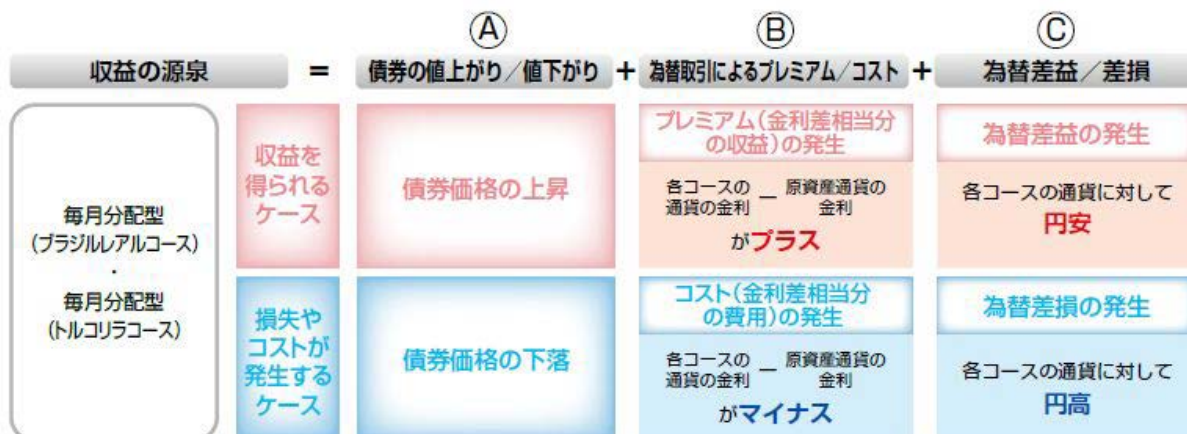 Ⓐ
Ⓑ
Ⓒ
収益の源泉 = 債券の値上がり/値下がり + 為替取引によるプレミアム/コスト + 為替差益/差損
毎月分配型
(ブラジルレアルコース)
・
毎月分配型
(トルコリラコース)
収益を
得られる
ケース
債券価格の上昇
プレミアム(金利差相当分
の収益)の発生
各コースの
通貨の金利
ー
原資産通貨の
金利
がプラス
為替差益の発生
各コースの通貨に対して
円安
損失や
コストが
発生する
ケース
債券価格の下落
コスト(金利差相当分
の費用)の発生
各コースの
通貨の金利
ー
原資産通貨の
金利
がマイナス
為替差損の発生
各コースの通貨に対して
円高